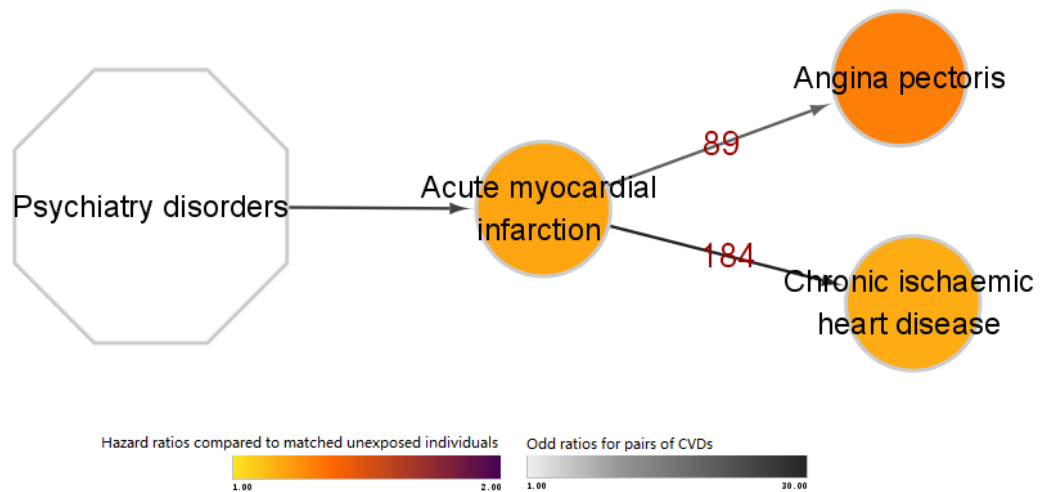 Angina pectoris
89
Acute myocardial
infarction
Psychiatry disorders
184
Chronic ischaemic
heart disease
Hazard ratios compared to matched unexposed individuals
Odd ratios for pairs of CVDs
1.00
2.00
1.00
30.00